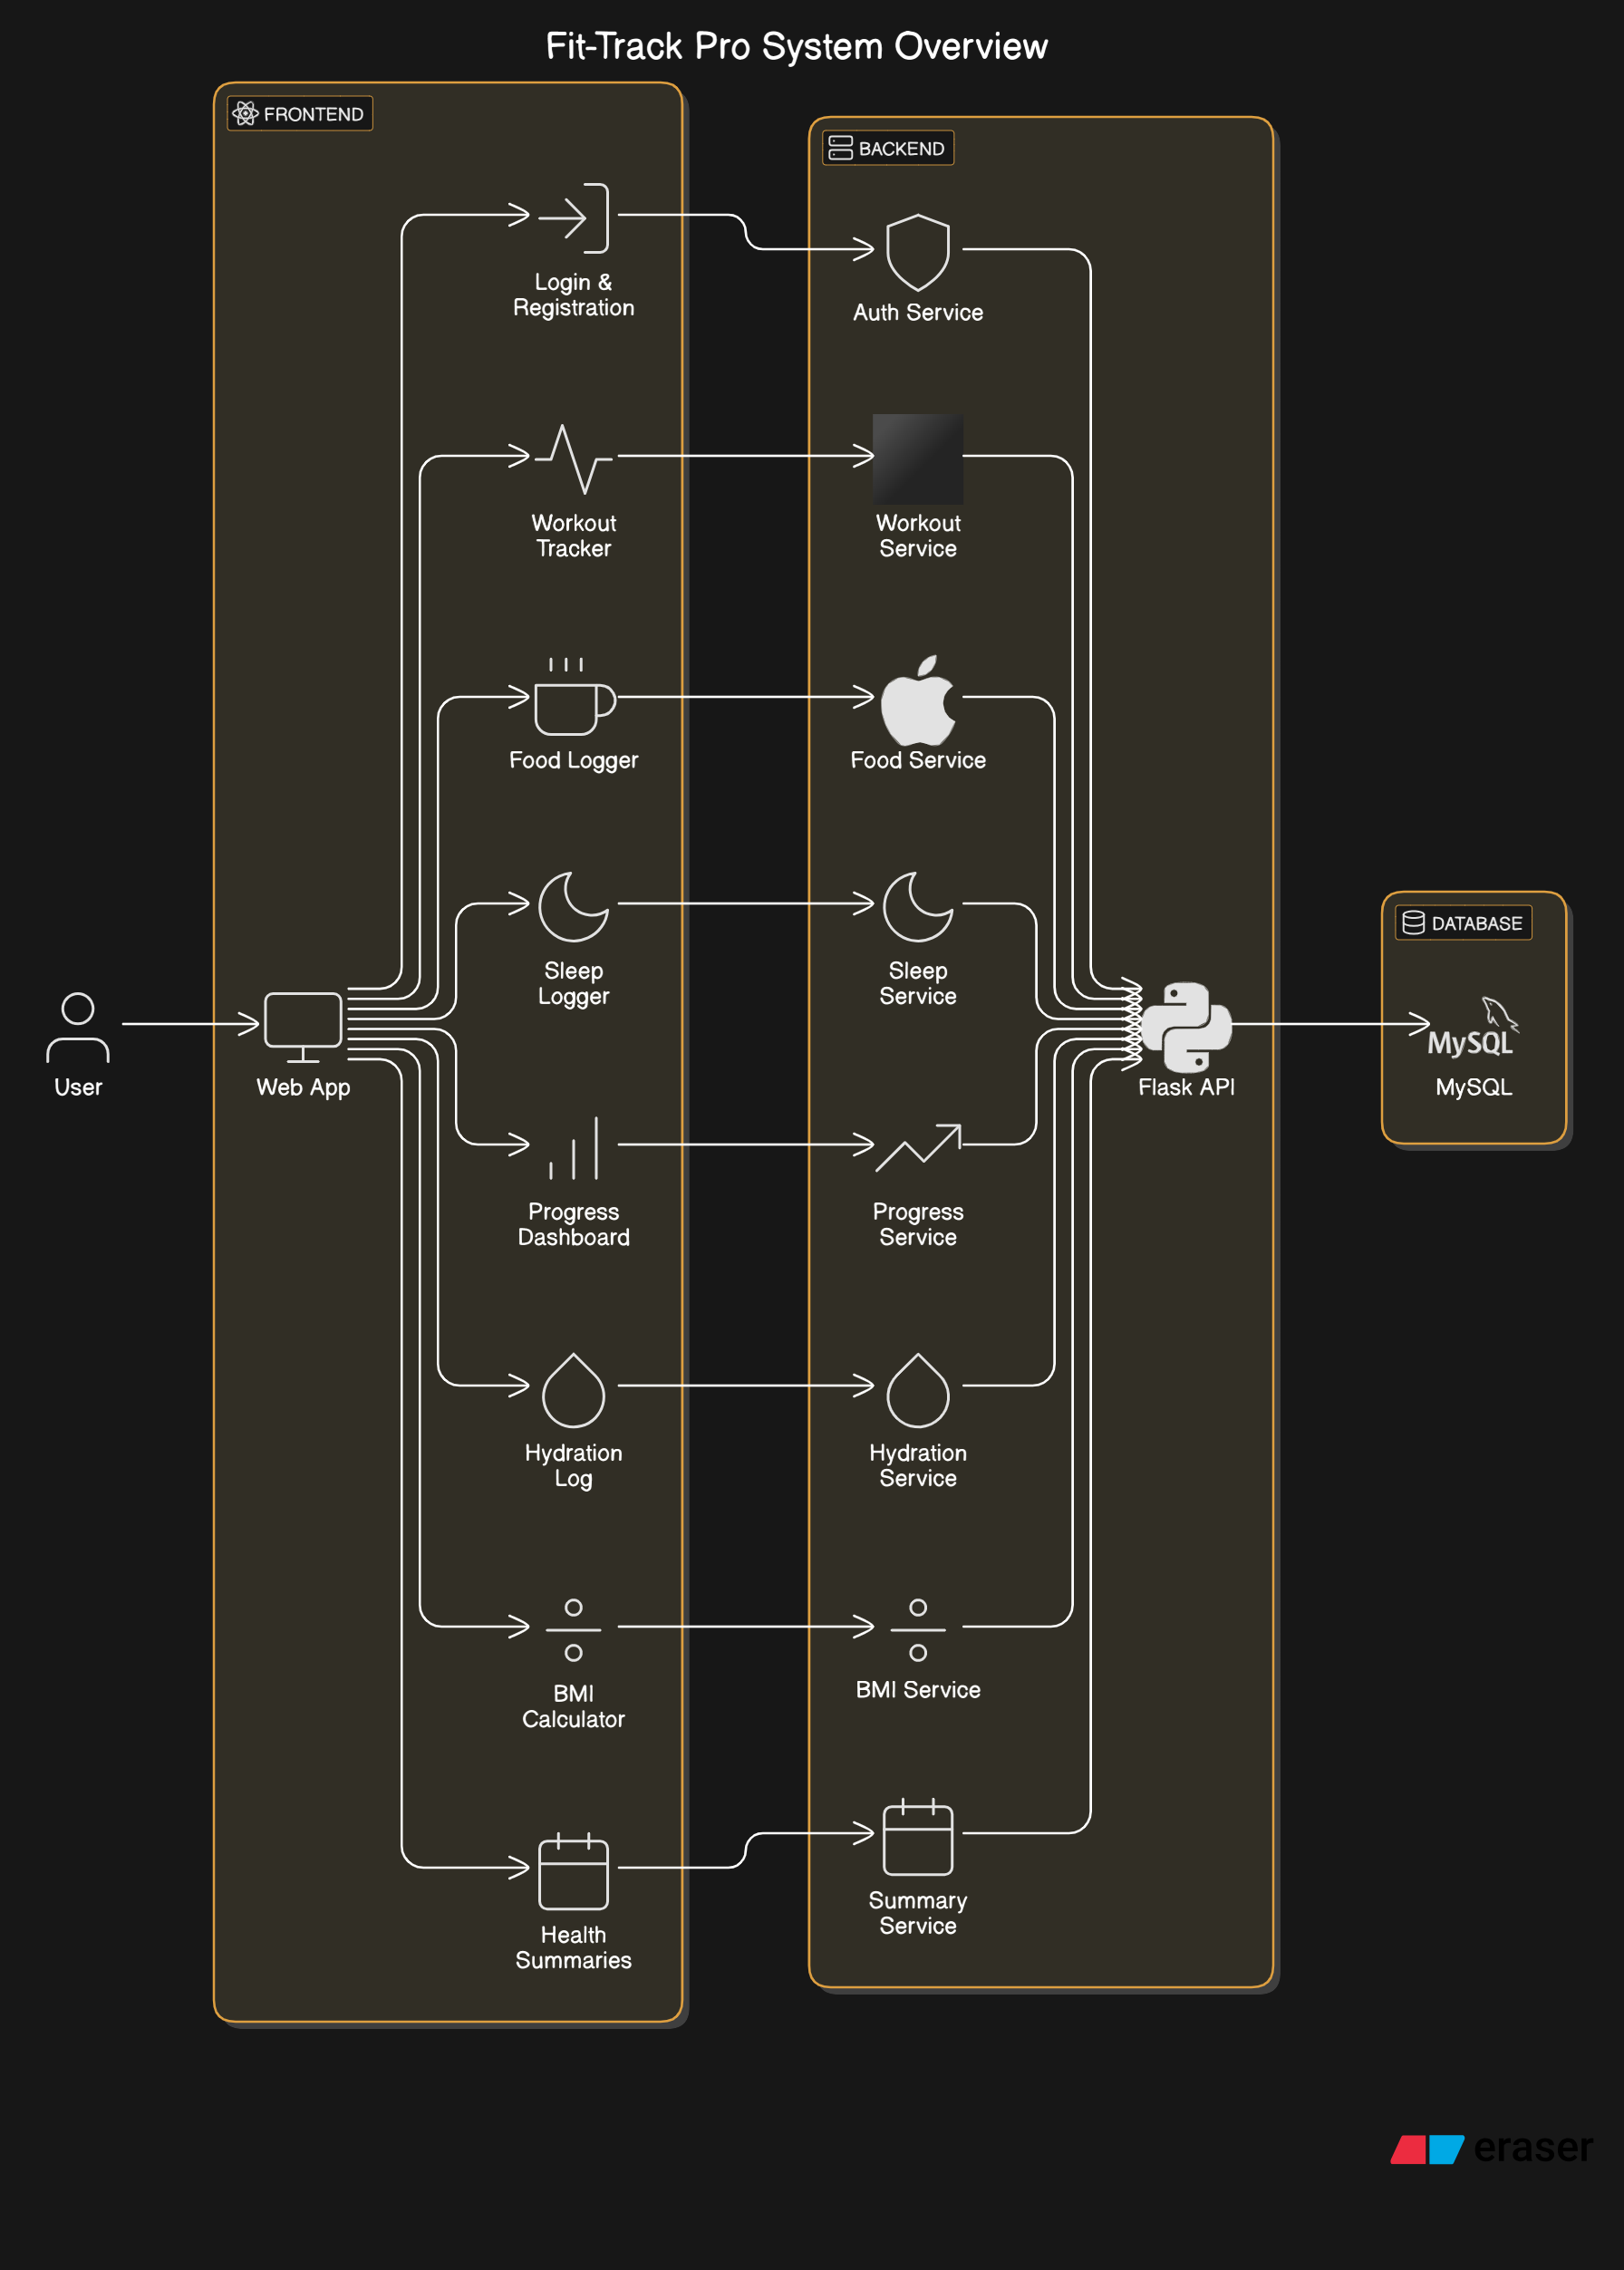 Fit-Track Pro System Overview
FRONTEND
BACKEND
Login &
Registration
Auth Service
Workout
Tracker
Workout
Service
Food Logger
Food Service
Sleep
Logger
Sleep
Service
DATABASE
User
Web App
Flask API
MySQL
MySQL
Progress
Dashboard
Progress
Service
Hydration
Log
Hydration
Service
BMI
Calculator
BMI Service
Health
Summaries
Summary
Service
eraser